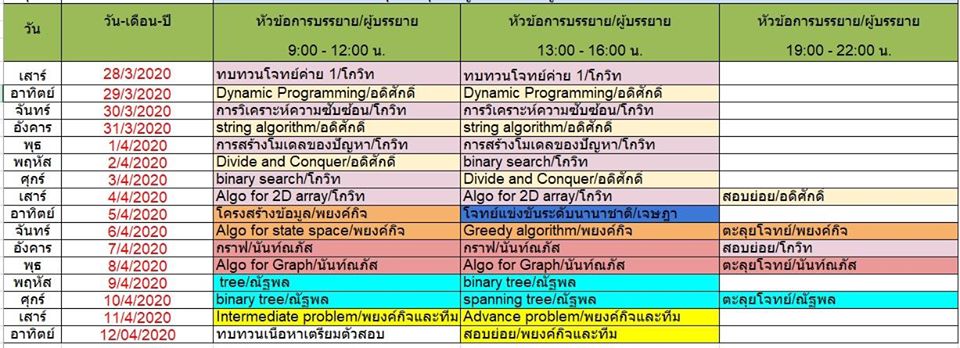 วัน วัน-เดือน-ปี หัวข้อการบรรยาย/ผู้บรรยาย หัวข้อการบรรยาย/ผู้บรรยาย หัวข้อการบรรยาย/ผู้บรรยาย
9:00 - 12:00 น. 13:00 - 16:00 น. 19:00 - 22:00 น.
เสาร์ 28/3/2020 ทบทวนโจทย์ค่าย 1/โกวิท ทบทวนโจทย์ค่าย 1/โกวิท
อาทิตย์ 29/3/2020 Dynamic Programming/อดิศักดิ์ Dynamic Programming/อดิศักดิ์
จันทร์ 30/3/2020 การวิเคราะห์ความซับซ้อน/โกวิท การวิเคราะห์ความซับซ้อน/โกวิท
อังคาร 31/3/2020 string algorithm/อดิศักดิ์ string algorithm/อดิศักดิ์
พุธ 1/4/2020 การสร้างโมเดลของปัญหา/โกวิท การสร้างโมเดลของปัญหา/โกวิท
พฤหัส 2/4/2020 Divide and Conquer/อดิศักดิ์ binary search/โกวิท
ศุกร์ 3/4/2020 binary search/โกวิท Divide and Conquer/อดิศักดิ์
เสาร์ 4/4/2020 Algo for 2D array/โกวิท Algo for 2D array/โกวิท สอบย่อย/อดิศักดิ์
อาทิตย์ 5/4/2020 โครงสร้างข้อมูล/พยงค์กิจ โจทย์แข่งขันระดับนานาชาติ/เจษฎา
จันทร์ 6/4/2020 Algo for state space/พยงค์กิจ Greedy algorithm/พยงค์กิจ ตะลุยโจทย์/พยงค์กิจ
อังคาร 7/4/2020 กราฟ/นันท์ณภัส กราฟ/นันท์ณภัส สอบย่อย/โกวิท
พุธ 8/4/2020 Algo for Graph/นันท์ณภัส Algo for Graph/นันท์ณภัส ตะลุยโจทย์/นันท์ณภัส
พฤหัส 9/4/2020 tree/ณัฐพล binary tree/ณัฐพล
ศุกร์ 10/4/2020 binary tree/ณัฐพล spanning tree/ณัฐพล ตะลุยโจทย์/ณัฐพล
เสาร์ 11/4/2020 Intermediate problem/พยงค์กิจและทีม Advance problem/พยงค์กิจและทีม
อาทิตย์ 12/04/2020 ทบทวนเนื้อหาเตรียมตัวสอบ สอบย่อย/พยงค์กิจและทีม